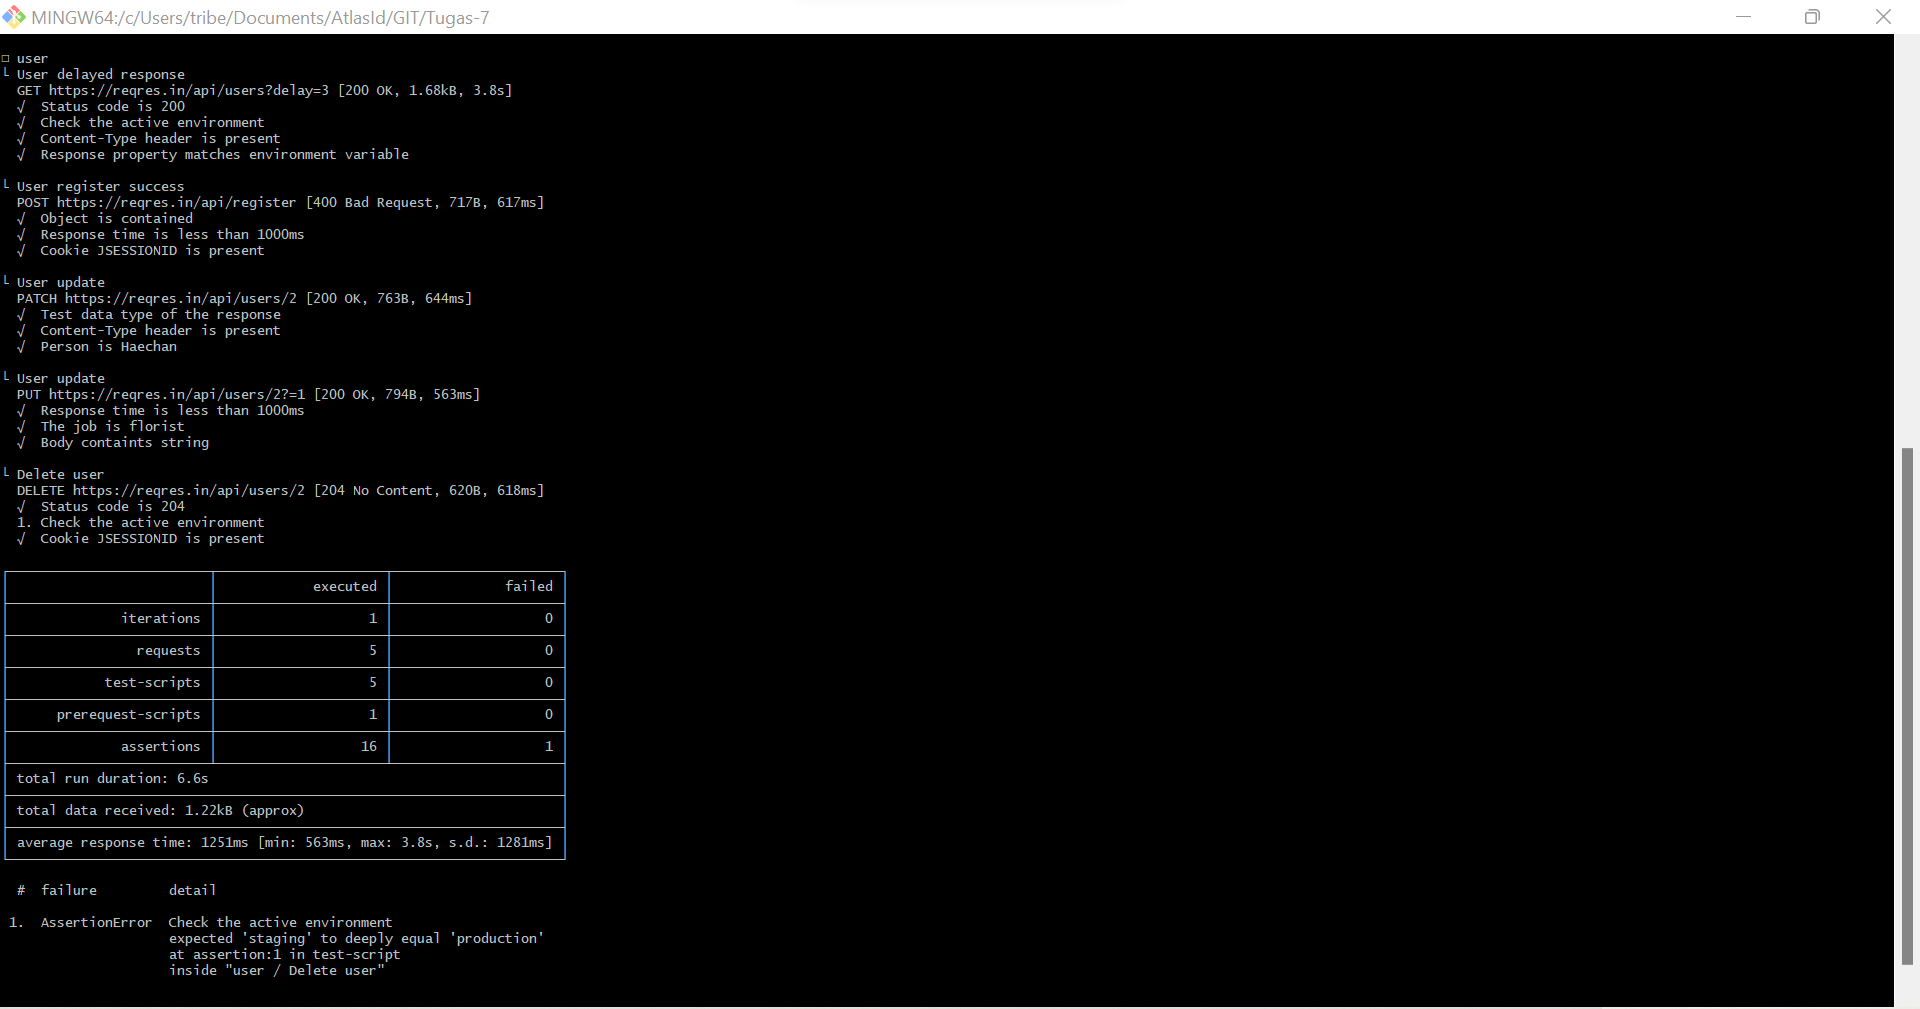 MINGW64:/c/Users/tribe/Documents/AtlasId/GIT/Tugas-7
□ user
└ User delayed response
GET https://reqres.in/api/users?delay=3 [200 OK, 1.68kB, 3.8s]
√ Status code is 200
√ Check the active environment
√ Content-Type header is present
√ Response property matches environment variable
└ User register success
POST https://reqres.in/api/register [400 Bad Request, 717B, 617ms]
√ Object is contained
√ Response time is less than 1000ms
√ Cookie JSESSIONID is present
└ User update
PATCH https://reqres.in/api/users/2 [200 OK, 763B, 644ms]
√ Test data type of the response
√ Content-Type header is present
√ Person is Haechan
└ User update
PUT https://reqres.in/api/users/2?=1 [200 OK, 794B, 563ms]
√ Response time is less than 1000ms
√ The job is florist
√ Body containts string
└ Delete user
DELETE https://reqres.in/api/users/2 [204 No Content, 620B, 618ms]
√ Status code is 204
1. Check the active environment
√ Cookie JSESSIONID is present
executed failed
iterations 1 0
requests 5 0
test-scripts 5 0
prerequest-scripts 1 0
assertions 16 1
total run duration: 6.6s
total data received: 1.22kB (approx)
average response time: 1251ms [min: 563ms, max: 3.8s, s.d.: 1281ms]
# failure detail
1. AssertionError Check the active environment
expected 'staging' to deeply equal 'production'
at assertion:1 in test-script
inside "user / Delete user"